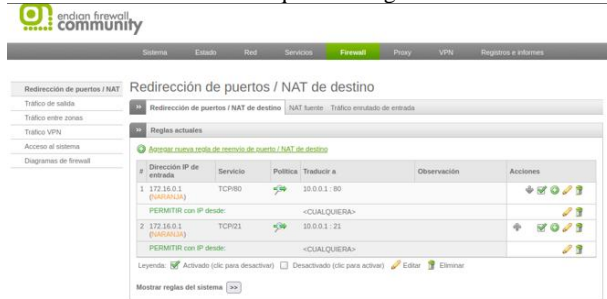 endian firewall
community
Sistema Estado Red Servicios Firewall Proxy VPN Registros e informes
Redirección de puertos / NAT
Tráfico de salida
Tráfico entre zonas
Tráfico VPN
Acceso al sistema
Diagramas de firewall
Redirección de puertos / NAT de destino
>> Redirección de puertos / NAT de destino NAT fuente Tráfico enrutado de entrada
>> Reglas actuales
Agregar nueva regla de reenvio de puerto / NAT de destino
# Dirección IP de entrada Servicio Política Traducir a Observación Acciones
1 172.16.0.1 TCP/80 10.0.0.1 : 80
(NARANJA)
PERMITIR con IP desde: <CUALQUIERA>
2 172.16.0.1 TCP/21 10.0.0.1 : 21
(NARANJA)
PERMITIR con IP desde: <CUALQUIERA>
Leyenda: Activado (clic para desactivar) Desactivado (clic para activar) Editar Eliminar
Mostrar reglas del sistema >>